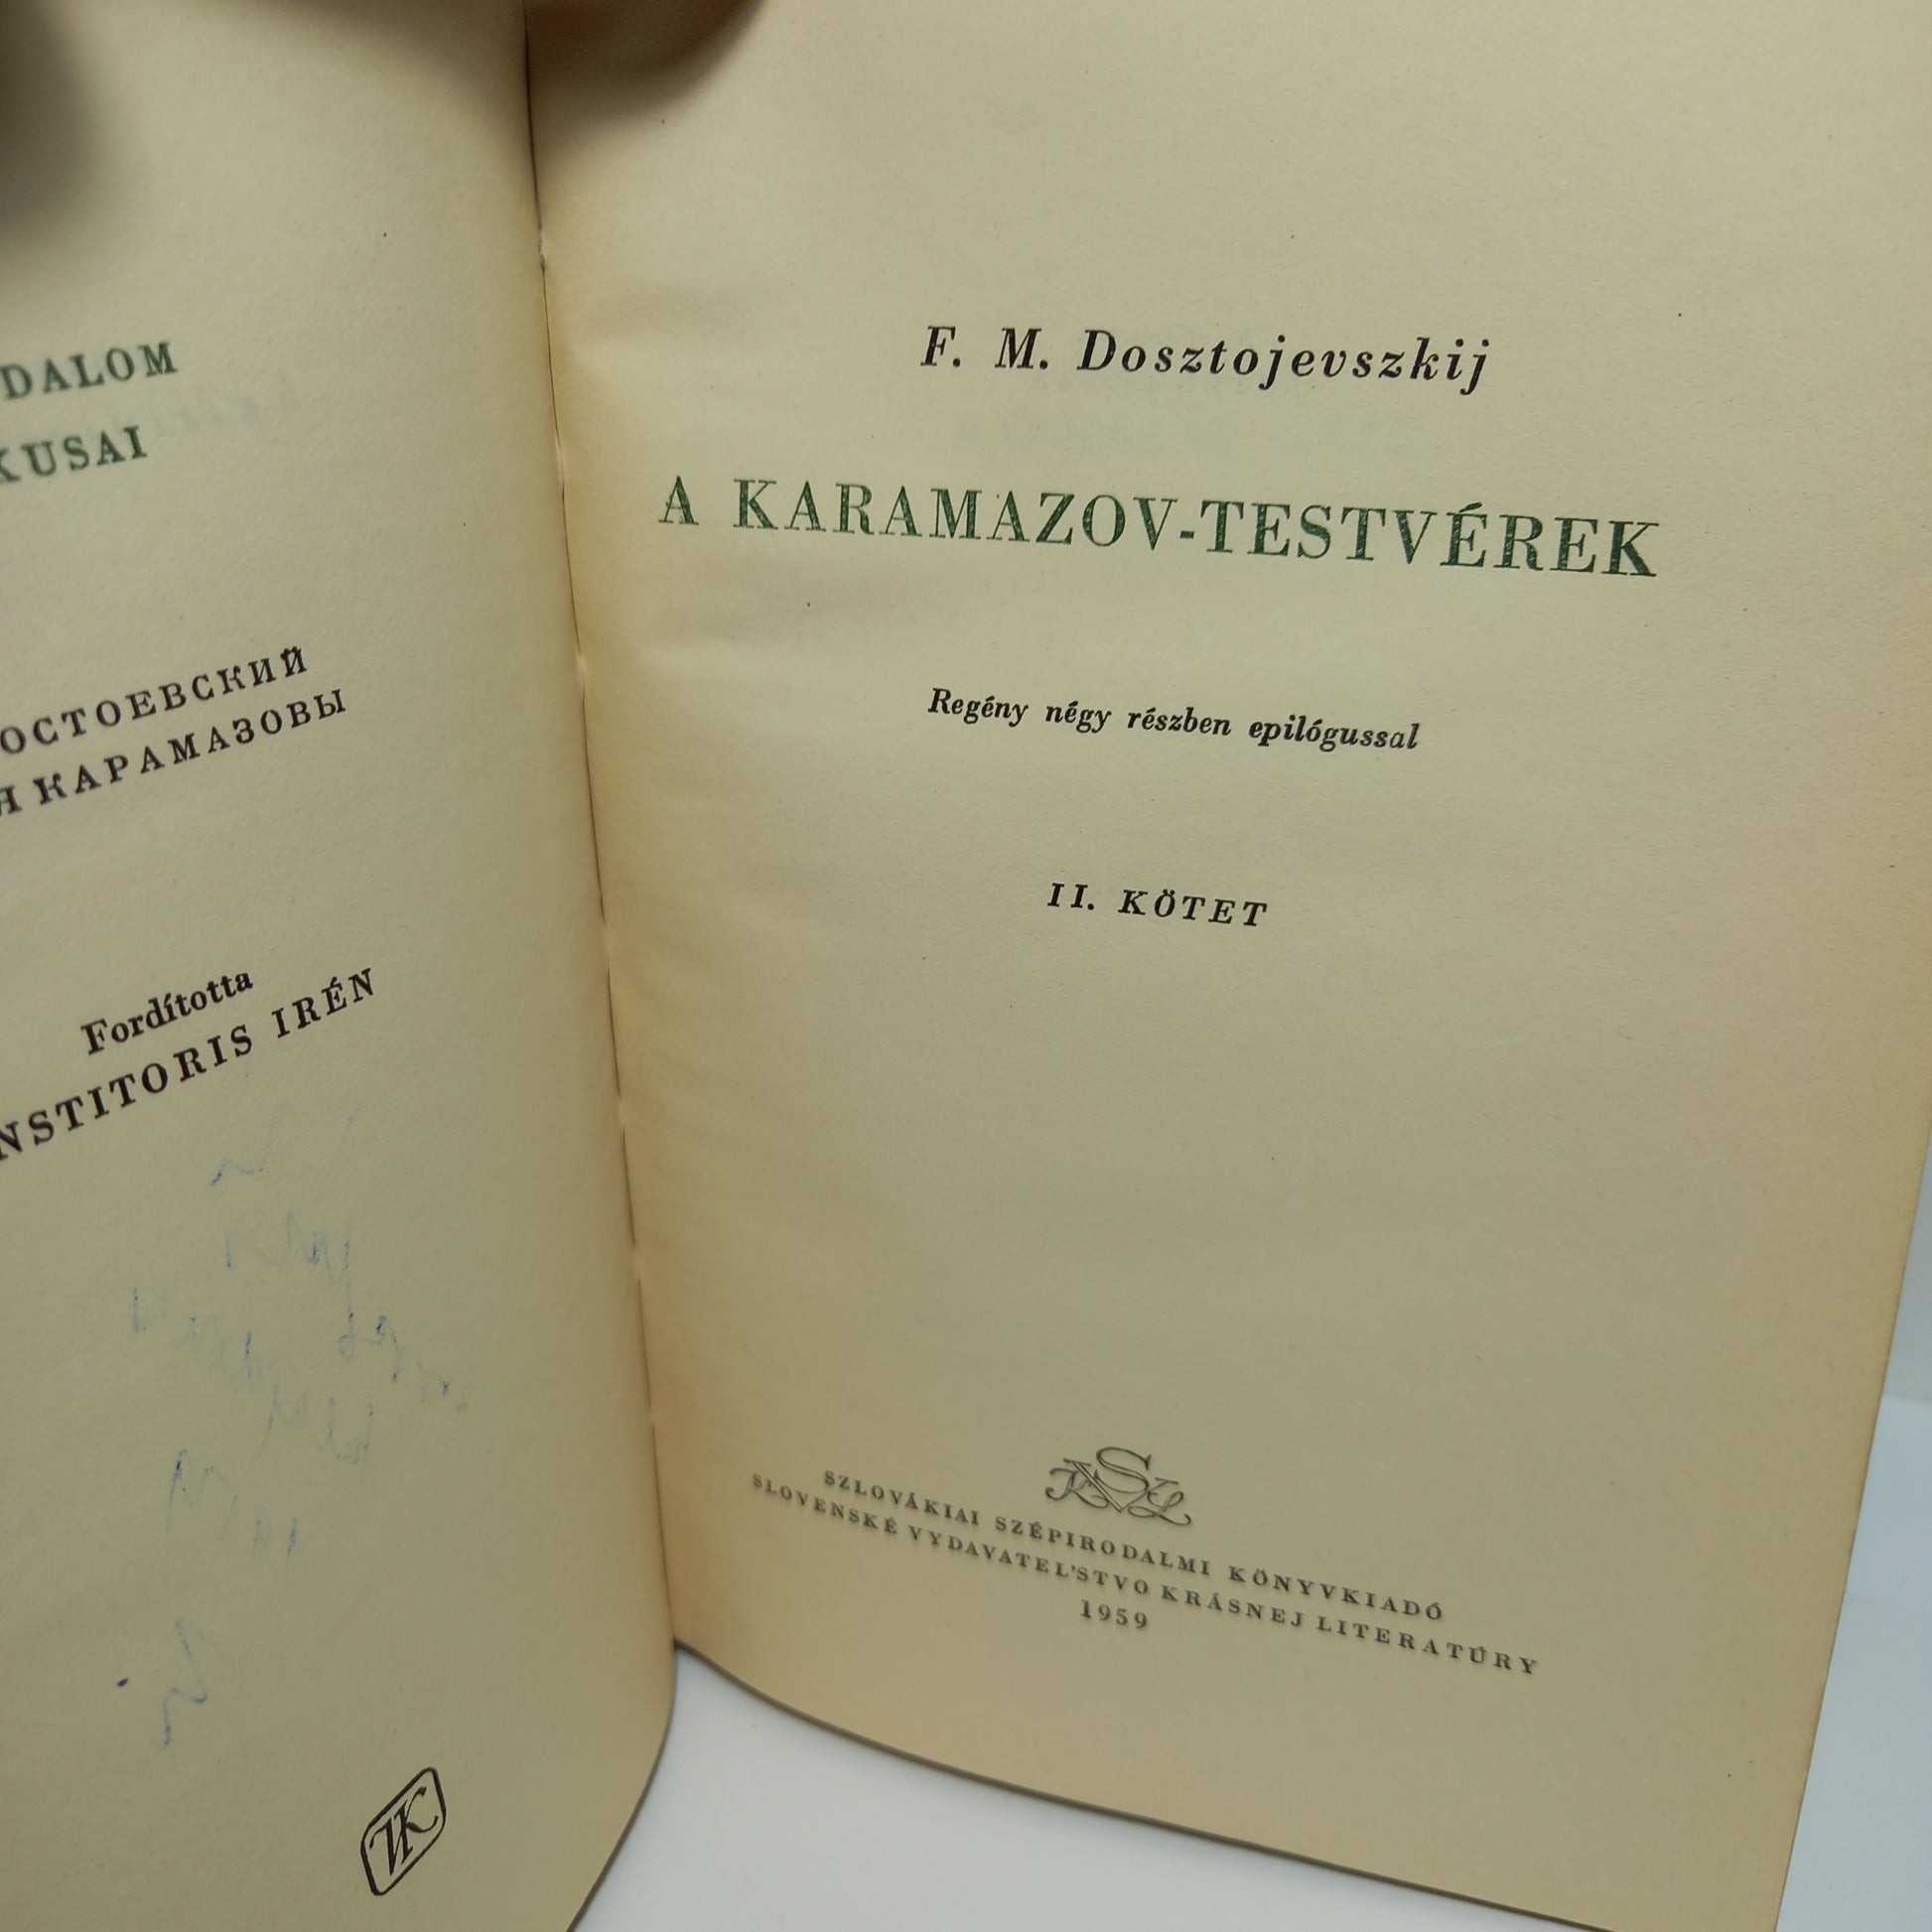 DALOM
KUSAI
ОСТОЕВСКИЙ
Я КАРАМАЗОВЫ
Fordította
NSTITORIS IRÉN
F. M. Dosztojevszkij
A KARAMAZOV-TESTVÉREK
Regény négy részben epilógussal
II. KÖTET
SZLOVÁKIAI SZÉPIRODALMI KÖNYVKIADÓ
SLOVENSKÉ VYDAVATEĽSTVO KRÁSNEJ LITERATÚRY
1959